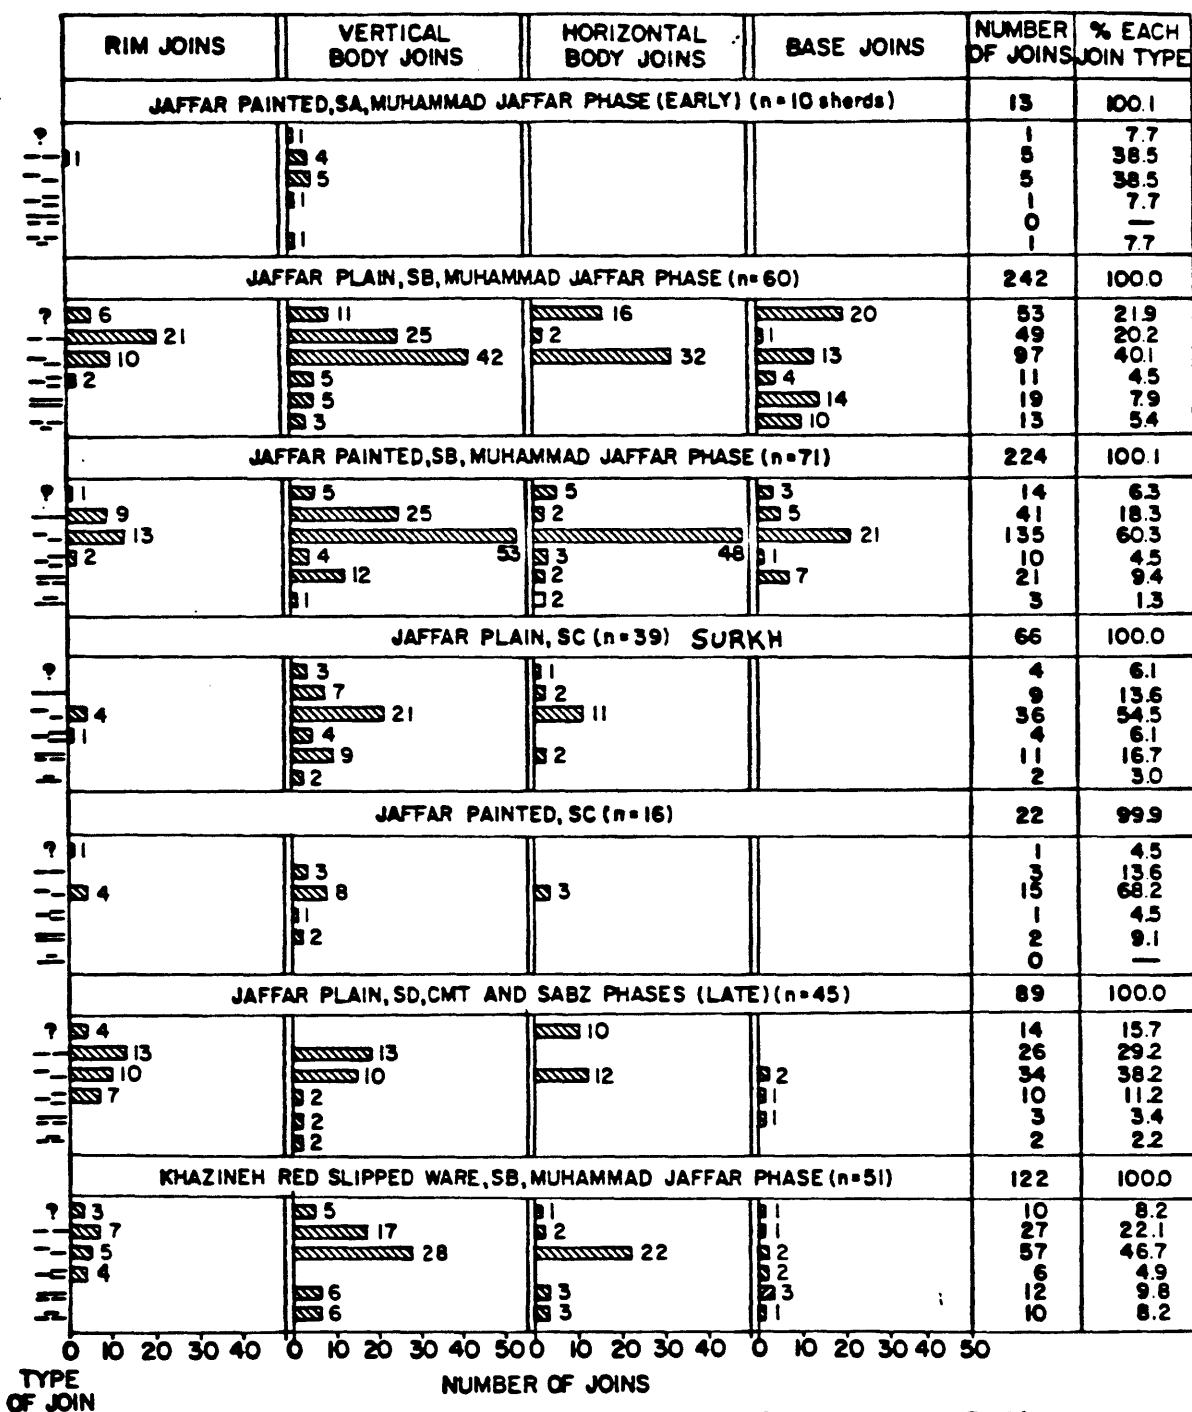 RIM JOINS VERTICAL BODY JOINS HORIZONTAL BODY JOINS BASE JOINS NUMBER OF JOINS % EACH JOIN TYPE
JAFFAR PAINTED, SA, MUHAMMAD JAFFAR PHASE (EARLY) (n=10 sherds) 13 100.1
? 1 1 7.7
1 4 5 38.5
5 5 38.5
1 1 7.7
0 —
1 1 7.7
JAFFAR PLAIN, SB, MUHAMMAD JAFFAR PHASE (n=60) 242 100.0
? 6 11 16 20 53 21.9
21 25 2 1 49 20.2
10 42 32 13 97 40.1
2 5 4 11 4.5
5 14 19 7.9
3 10 13 5.4
JAFFAR PAINTED, SB, MUHAMMAD JAFFAR PHASE (n=71) 224 100.1
? 1 5 5 3 14 6.3
9 25 2 5 41 18.3
13 53 48 21 135 60.3
2 4 3 1 10 4.5
12 2 7 21 9.4
1 2 3 1.3
JAFFAR PLAIN, SC (n=39) SURKH 66 100.0
? 3 1 4 6.1
7 2 9 13.6
4 21 11 36 54.5
1 4 4 6.1
9 2 11 16.7
2 2 3.0
JAFFAR PAINTED, SC (n=16) 22 99.9
? 1 1 4.5
3 3 13.6
4 8 3 15 68.2
1 1 4.5
2 2 9.1
0 —
JAFFAR PLAIN, SD, CMT AND SABZ PHASES (LATE) (n=45) 89 100.0
? 4 10 14 15.7
13 13 26 29.2
10 10 12 2 34 38.2
7 2 1 10 11.2
2 1 3 3.4
2 2 2.2
KHAZINEH RED SLIPPED WARE, SB, MUHAMMAD JAFFAR PHASE (n=51) 122 100.0
? 3 5 1 1 10 8.2
7 17 2 1 27 22.1
5 28 22 2 57 46.7
4 2 6 4.9
6 3 3 12 9.8
6 3 1 10 8.2
0 10 20 30 40 0 10 20 30 40 50 0 10 20 30 40 0 10 20 30 40 50
TYPE OF JOIN
NUMBER OF JOINS